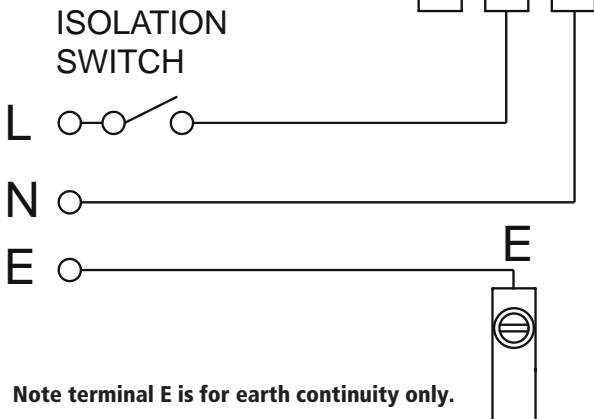 ISOLATION
SWITCH
L
N
E
E
Note terminal E is for earth continuity only.